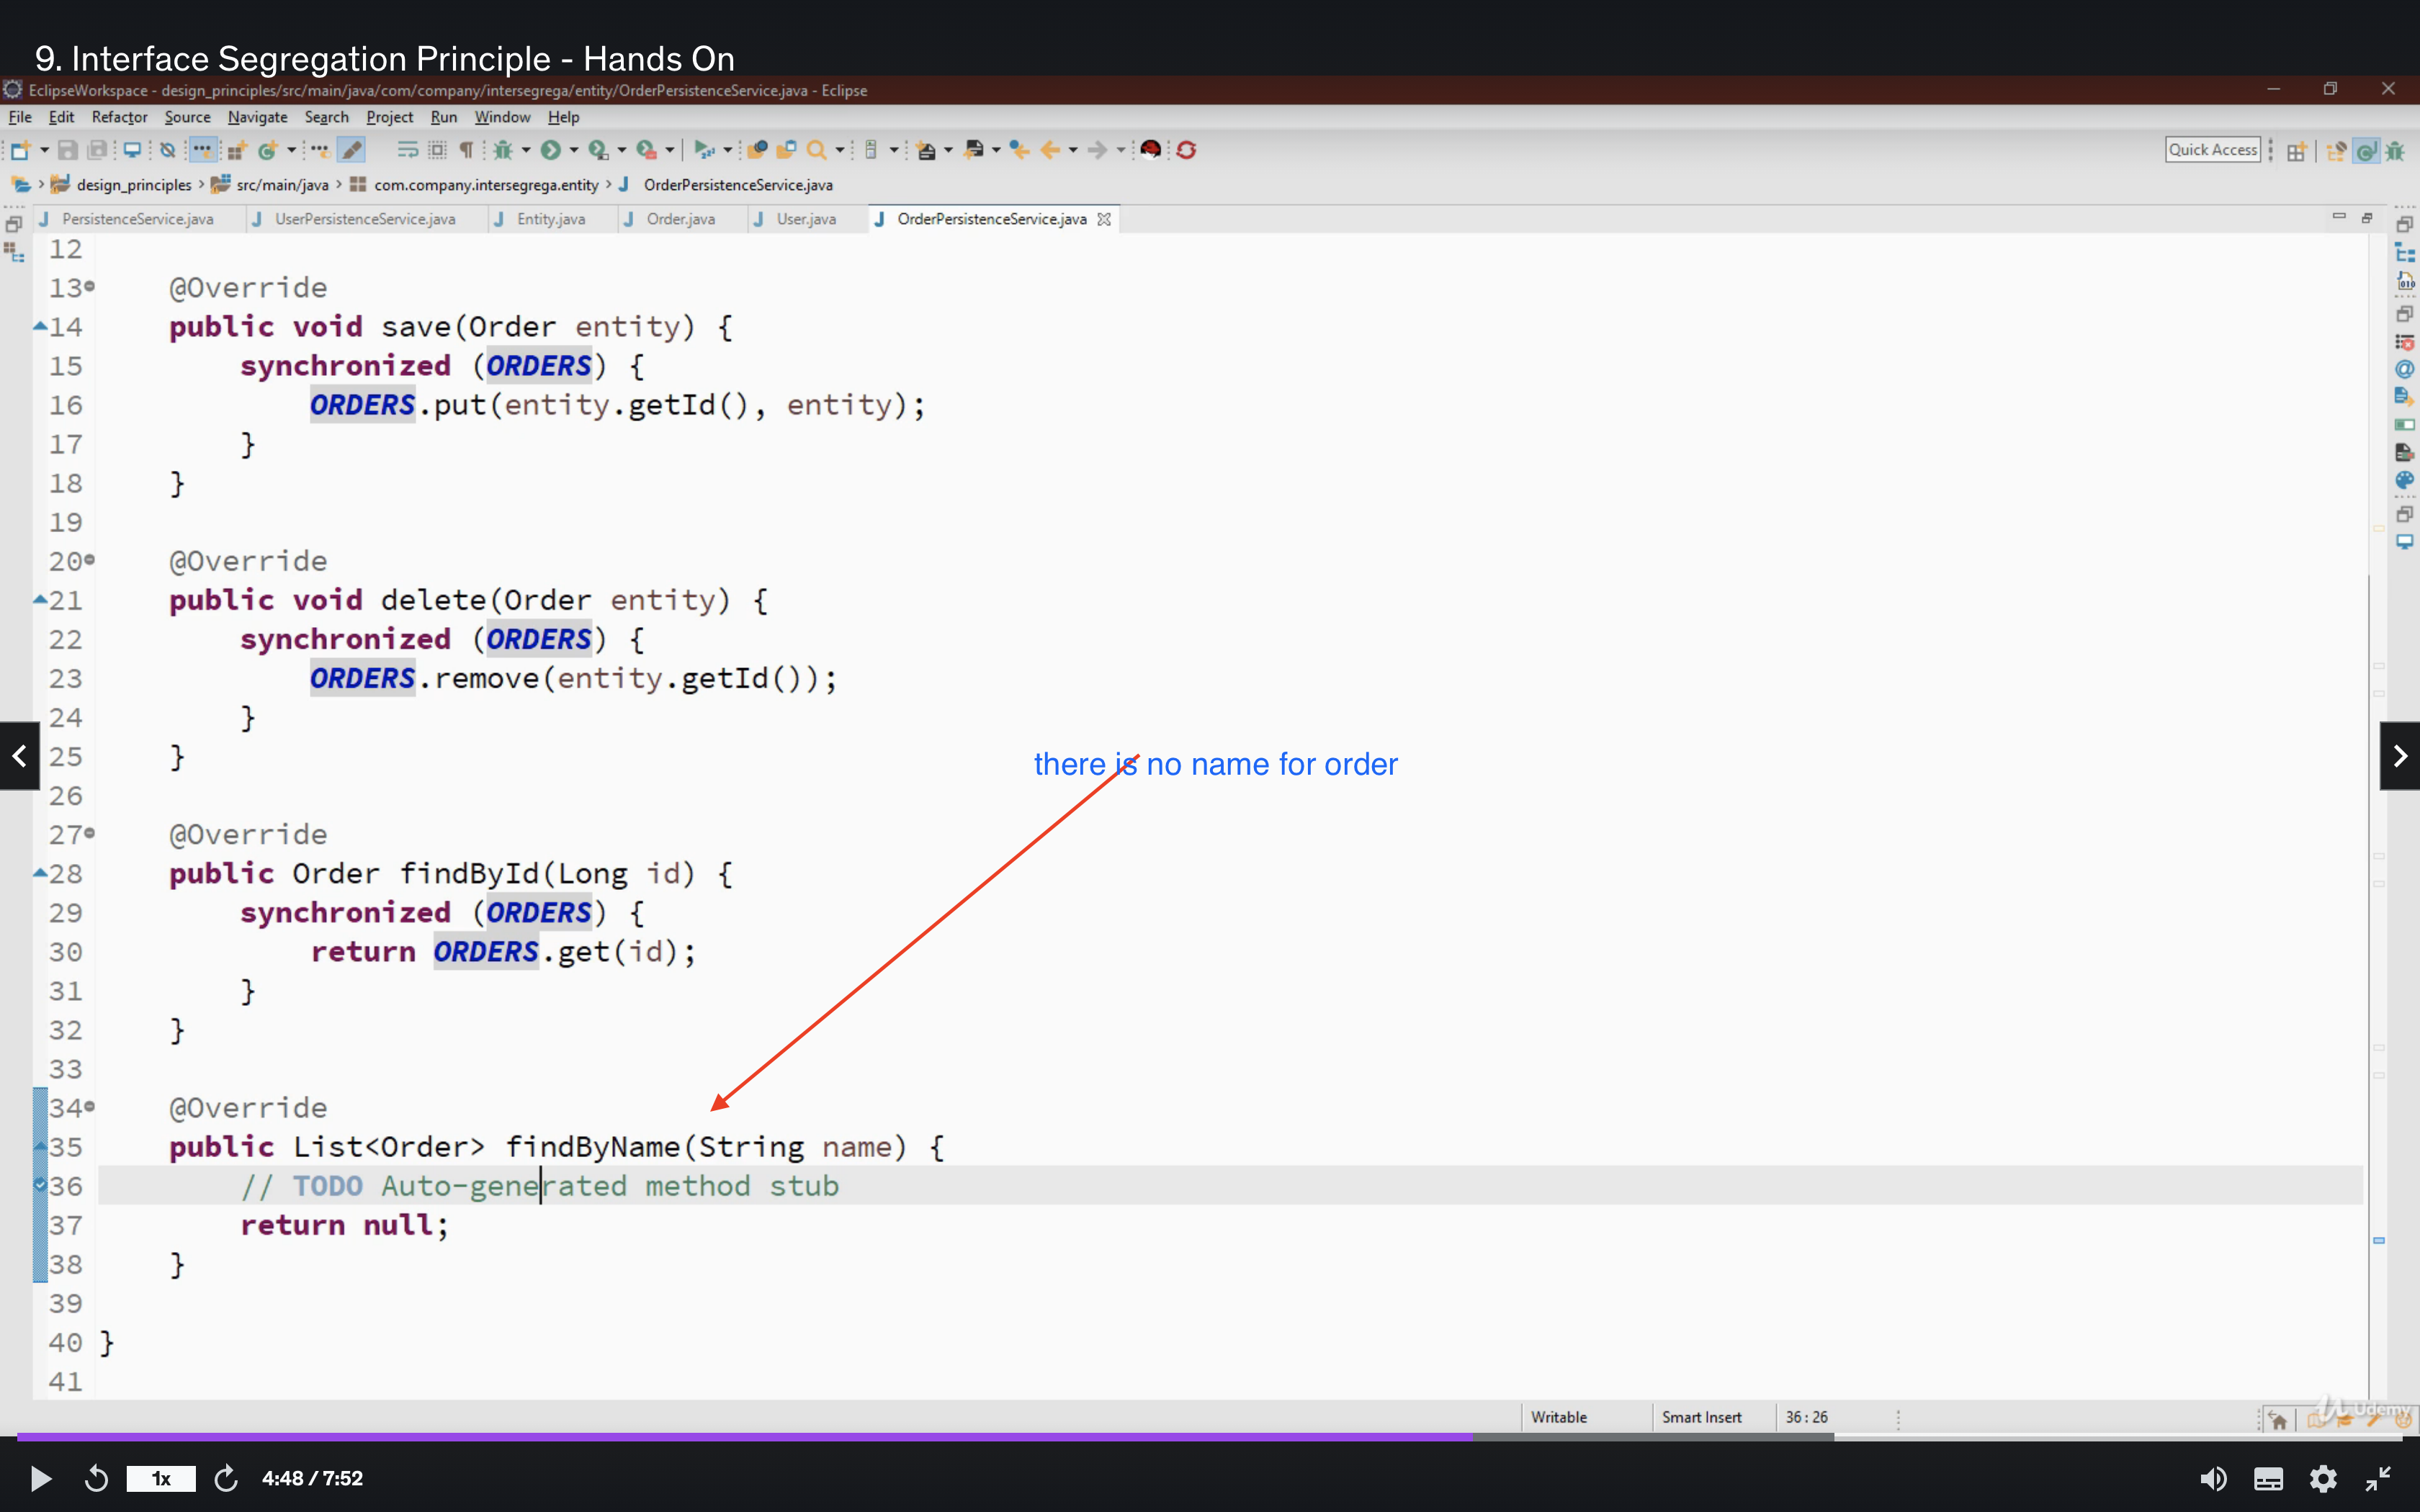 9. Interface Segregation Principle - Hands On
EclipseWorkspace - design_principles/src/main/java/com/company/intersegrega/entity/OrderPersistenceService.java - Eclipse
File Edit Refactor Source Navigate Search Project Run Window Help
Quick Access
design_principles src/main/java com.company.intersegrega.entity OrderPersistenceService.java
PersistenceService.java UserPersistenceService.java Entity.java Order.java User.java OrderPersistenceService.java
12
13 @Override
14 public void save(Order entity) {
15 synchronized (ORDERS) {
16 ORDERS.put(entity.getId(), entity);
17 }
18 }
19
20 @Override
21 public void delete(Order entity) {
22 synchronized (ORDERS) {
23 ORDERS.remove(entity.getId());
24 }
25 }
there is no name for order
26
27 @Override
28 public Order findById(Long id) {
29 synchronized (ORDERS) {
30 return ORDERS.get(id);
31 }
32 }
33
34 @Override
35 public List<Order> findByName(String name) {
36 // TODO Auto-generated method stub
37 return null;
38 }
39
40 }
41
Writable Smart Insert 36 : 26
Udemy
1x 4:48 / 7:52